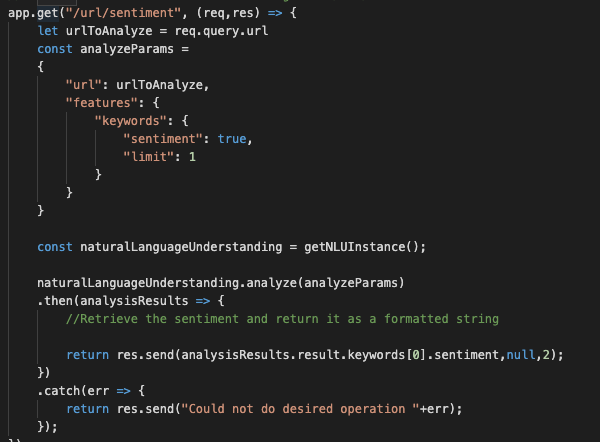 app.get("/url/sentiment", (req,res) => {
    let urlToAnalyze = req.query.url
    const analyzeParams =
    {
        "url": urlToAnalyze,
        "features": {
            "keywords": {
                "sentiment": true,
                "limit": 1
            }
        }
    }

    const naturalLanguageUnderstanding = getNLUInstance();

    naturalLanguageUnderstanding.analyze(analyzeParams)
    .then(analysisResults => {
        //Retrieve the sentiment and return it as a formatted string

        return res.send(analysisResults.result.keywords[0].sentiment,null,2);
    })
    .catch(err => {
        return res.send("Could not do desired operation "+err);
    });